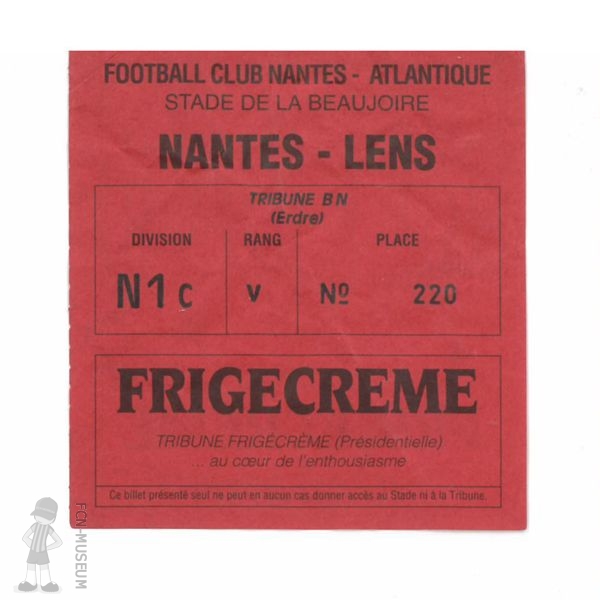 FOOTBALL CLUB NANTES - ATLANTIQUE
STADE DE LA BEAUJOIRE
NANTES - LENS
TRIBUNE BN
(Erdre)
DIVISION RANG PLACE
N1c V Nº 220
FRIGECREME
TRIBUNE FRIGÉCRÈME (Présidentielle)
... au cœur de l'enthousiasme
Ce billet présenté seul ne peut en aucun cas donner accès au Stade ni à la Tribune.
FCN-MUSEUM